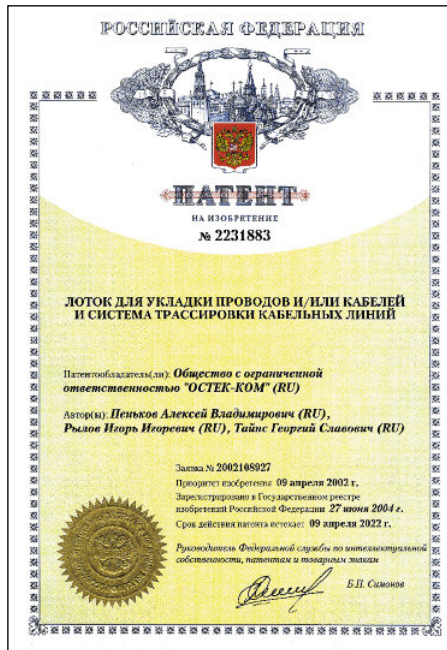 РОССИЙСКАЯ ФЕДЕРАЦИЯ
ПАТЕНТ
НА ИЗОБРЕТЕНИЕ
№ 2231883
ЛОТОК ДЛЯ УКЛАДКИ ПРОВОДОВ И/ИЛИ КАБЕЛЕЙ
И СИСТЕМА ТРАССИРОВКИ КАБЕЛЬНЫХ ЛИНИЙ
Патентообладатель(ли): Общество с ограниченной
ответственностью "ОСТЕК-КОМ" (RU)
Автор(ы): Пеньков Алексей Владимирович (RU),
Рылов Игорь Игоревич (RU), Тайнс Георгий Славович (RU)
Заявка № 2002108927
Приоритет изобретения 09 апреля 2002 г.
Зарегистрировано в Государственном реестре
изобретений Российской Федерации 27 июня 2004 г.
Срок действия патента истекает 09 апреля 2022 г.
Руководитель Федеральной службы по интеллектуальной
собственности, патентам и товарным знакам
Б.П. Симонов